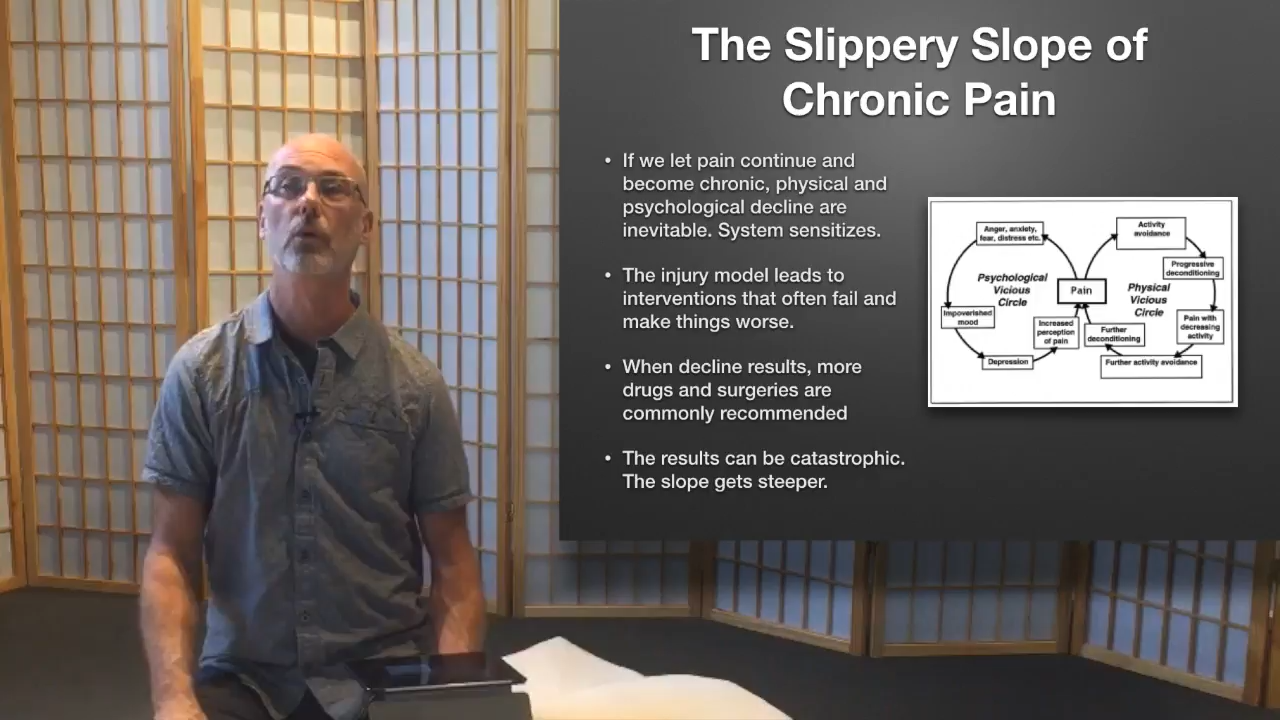 The Slippery Slope of
Chronic Pain
• If we let pain continue and
become chronic, physical and
psychological decline are
inevitable. System sensitizes.
• The injury model leads to
interventions that often fail and
make things worse.
• When decline results, more
drugs and surgeries are
commonly recommended
• The results can be catastrophic.
The slope gets steeper.
Anger, anxiety,
fear, distress etc.
Psychological
Vicious
Circle
Impoverished
mood
Depression
Increased
perception
of pain
Pain
Activity
avoidance
Progressive
deconditioning
Physical
Vicious
Circle
Pain with
decreasing
activity
Further
deconditioning
Further activity avoidance